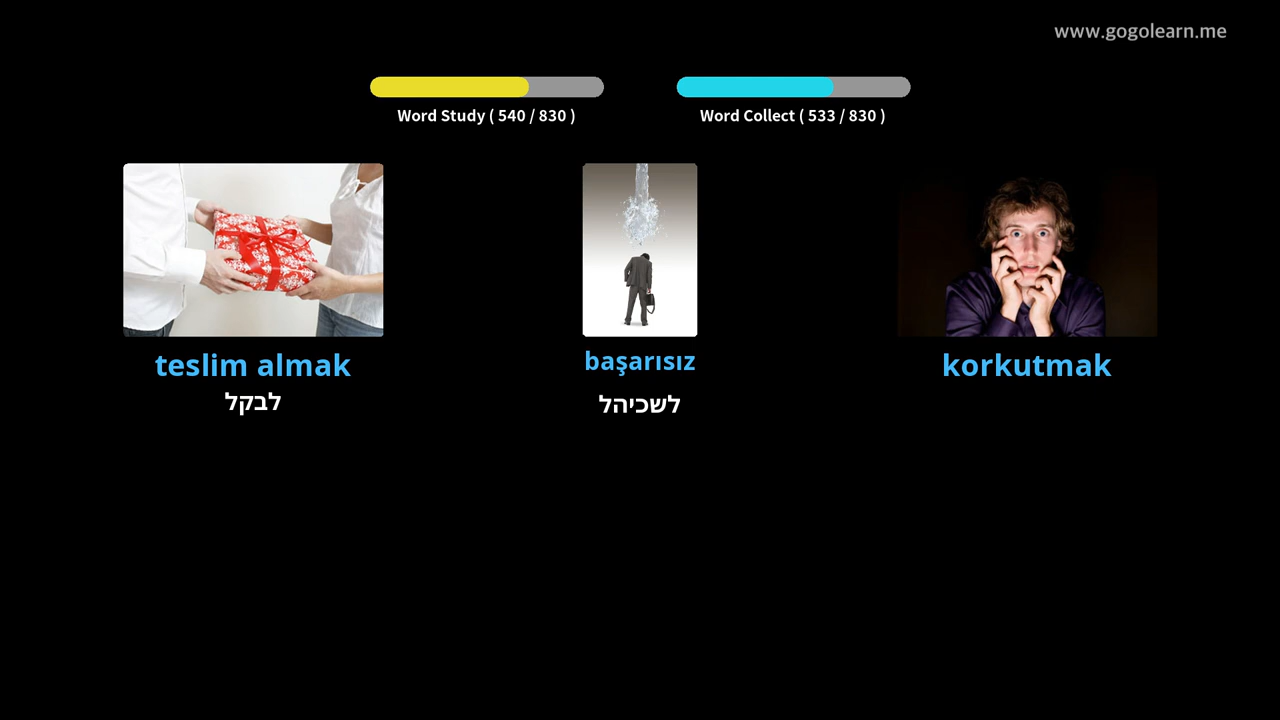 www.gogolearn.me
Word Study ( 540 / 830 )
Word Collect ( 533 / 830 )
teslim almak
לבקל
başarısız
לשכיהל
korkutmak